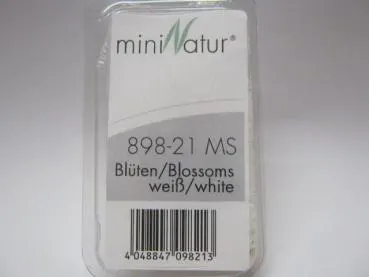 miniNatur®
898-21 MS
Blüten/Blossoms
weiß/white
4 048847 098213